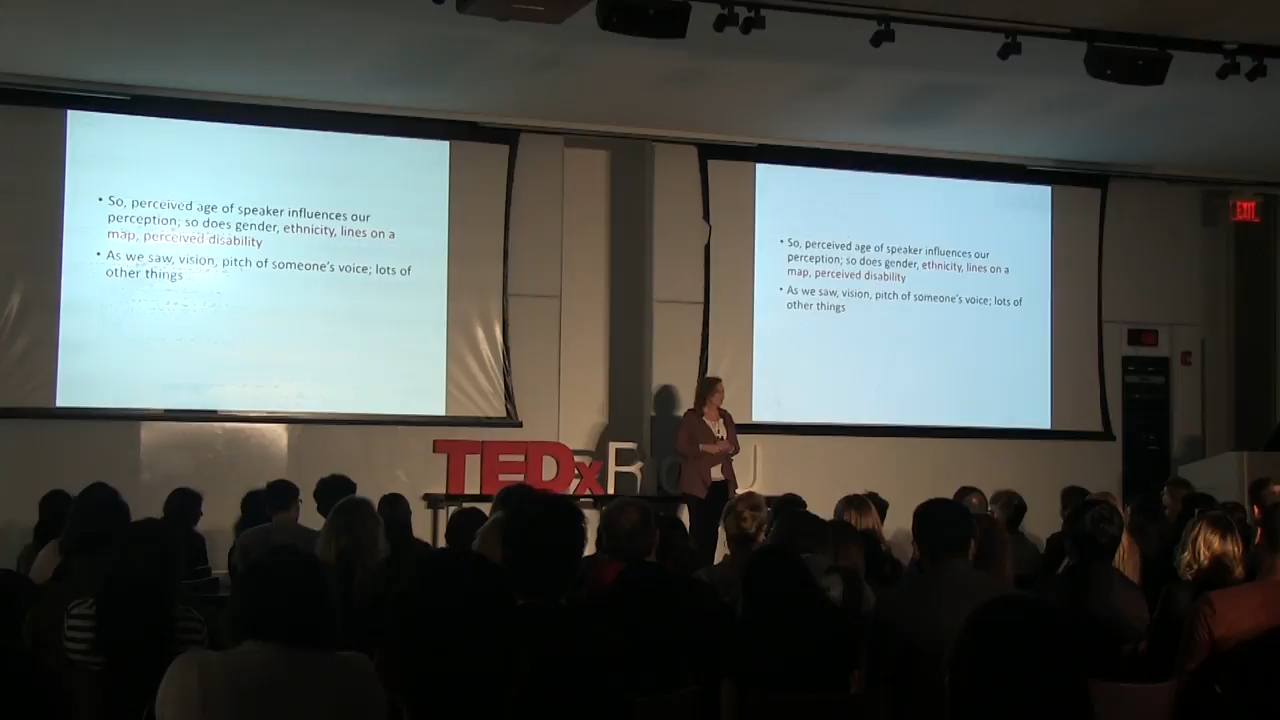 • So, perceived age of speaker influences our
perception; so does gender, ethnicity, lines on a
map, perceived disability
• As we saw, vision, pitch of someone's voice; lots of
other things
• So, perceived age of speaker influences our
perception; so does gender, ethnicity, lines on a
map, perceived disability
• As we saw, vision, pitch of someone's voice; lots of
other things
EXIT
TEDx